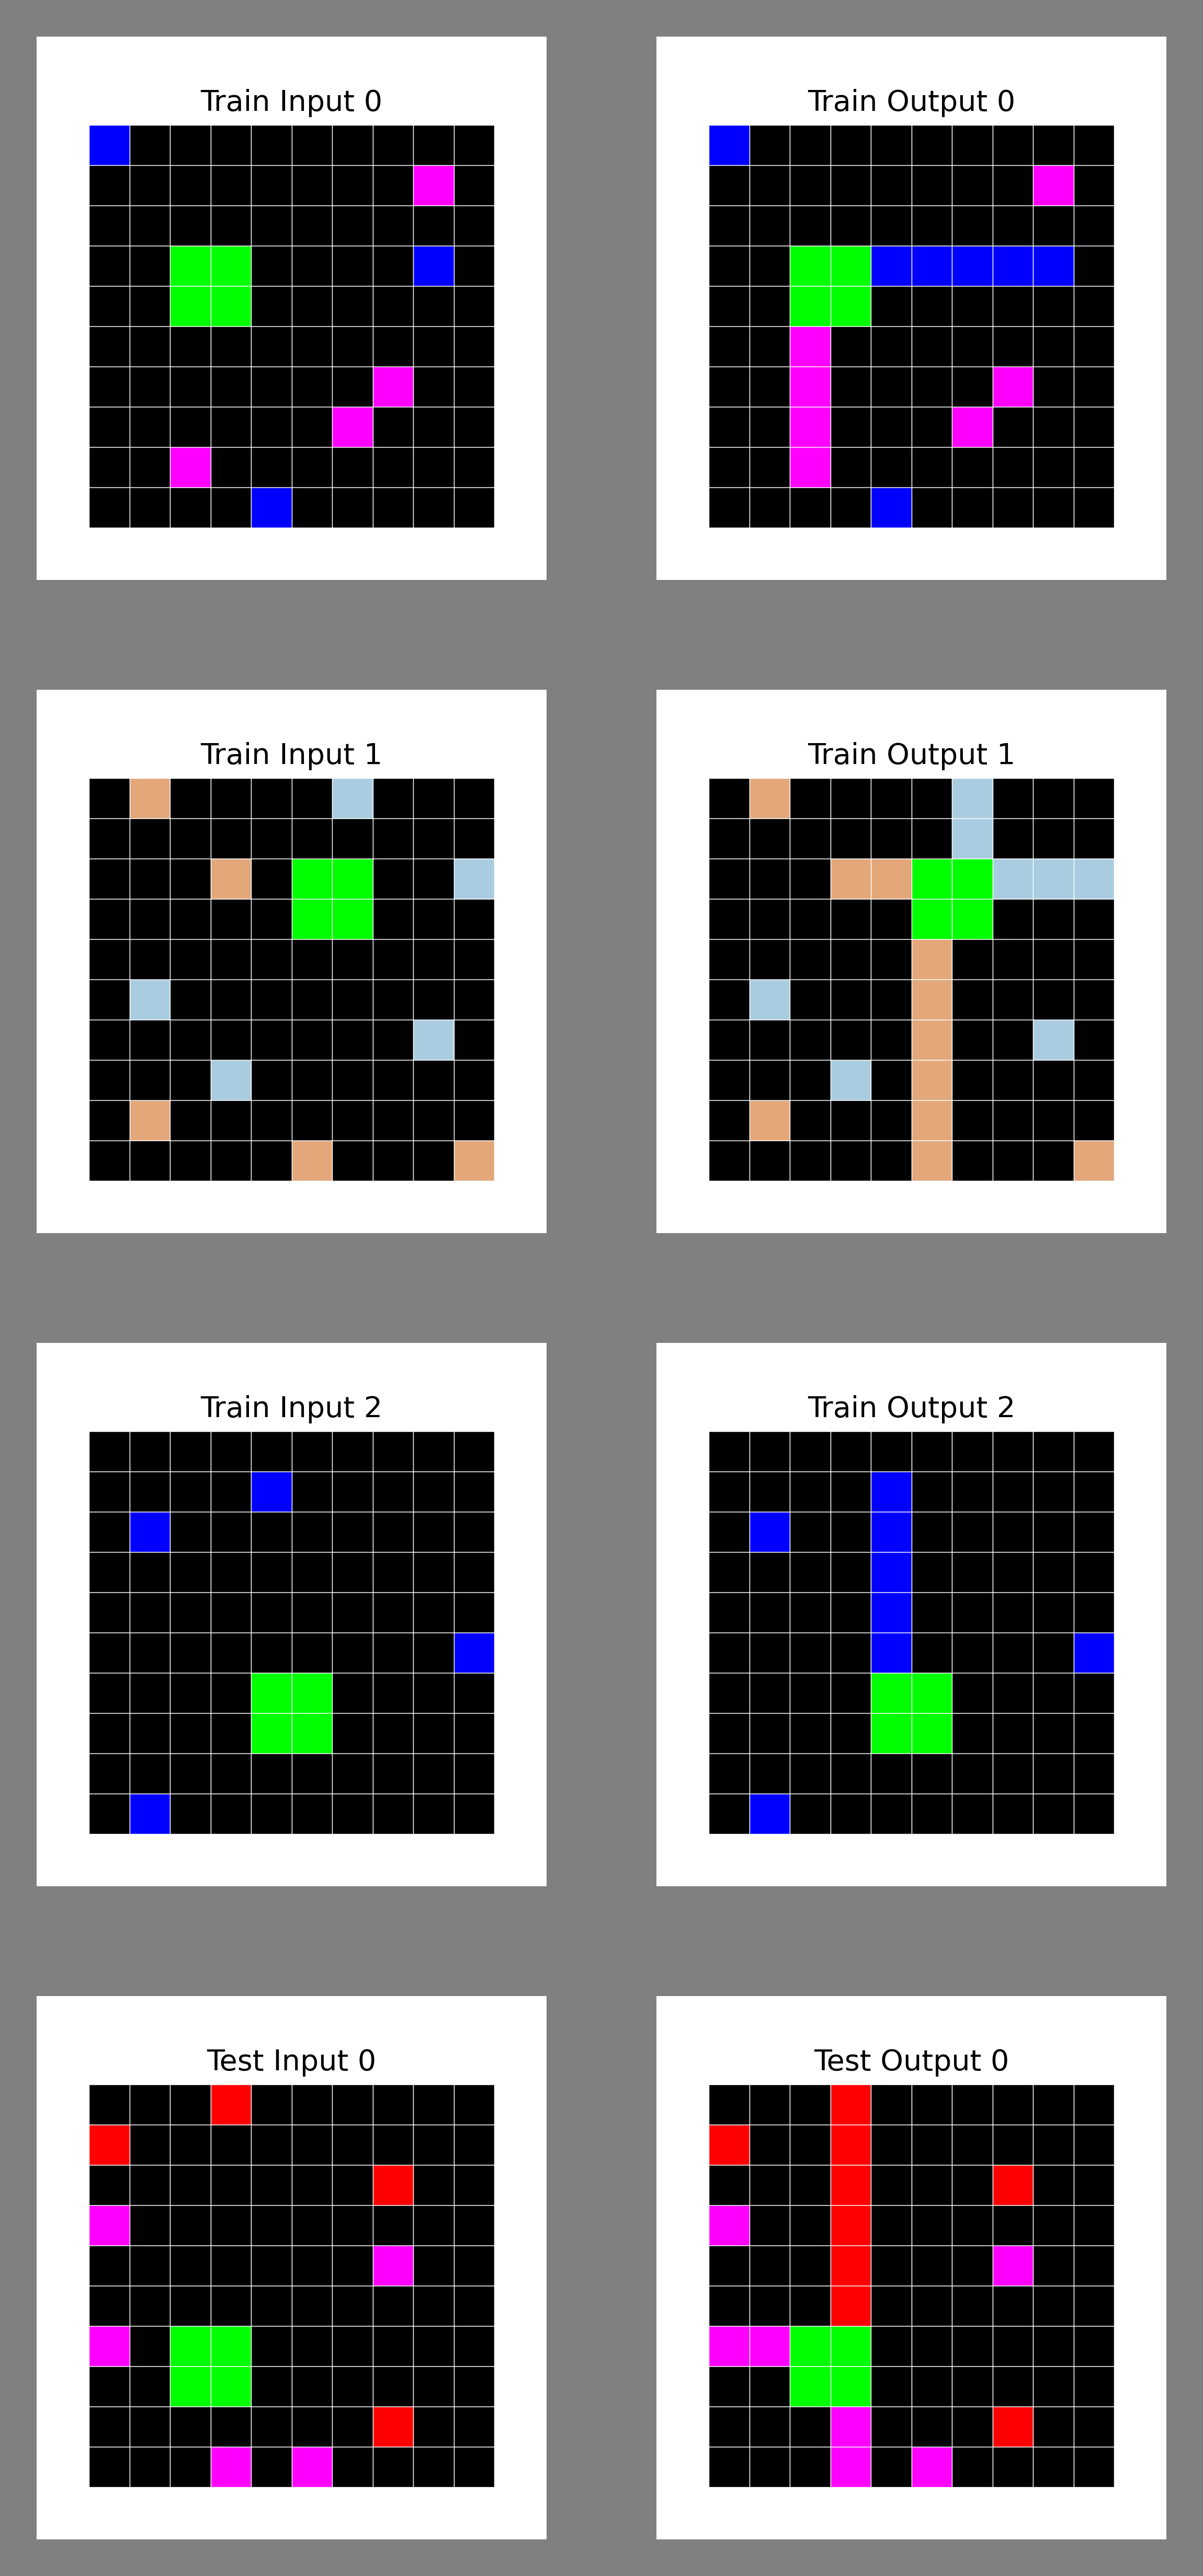 Train Input 0
Train Output 0
Train Input 1
Train Output 1
Train Input 2
Train Output 2
Test Input 0
Test Output 0